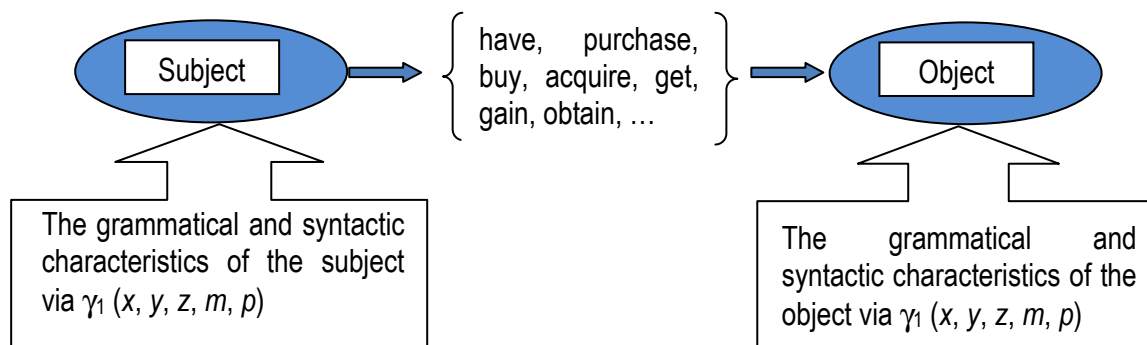 Subject
have, purchase,
buy, acquire, get,
gain, obtain, …
Object
The grammatical and syntactic
characteristics of the subject
via γ₁ (x, y, z, m, p)
The grammatical and
syntactic characteristics of the
object via γ₁ (x, y, z, m, p)